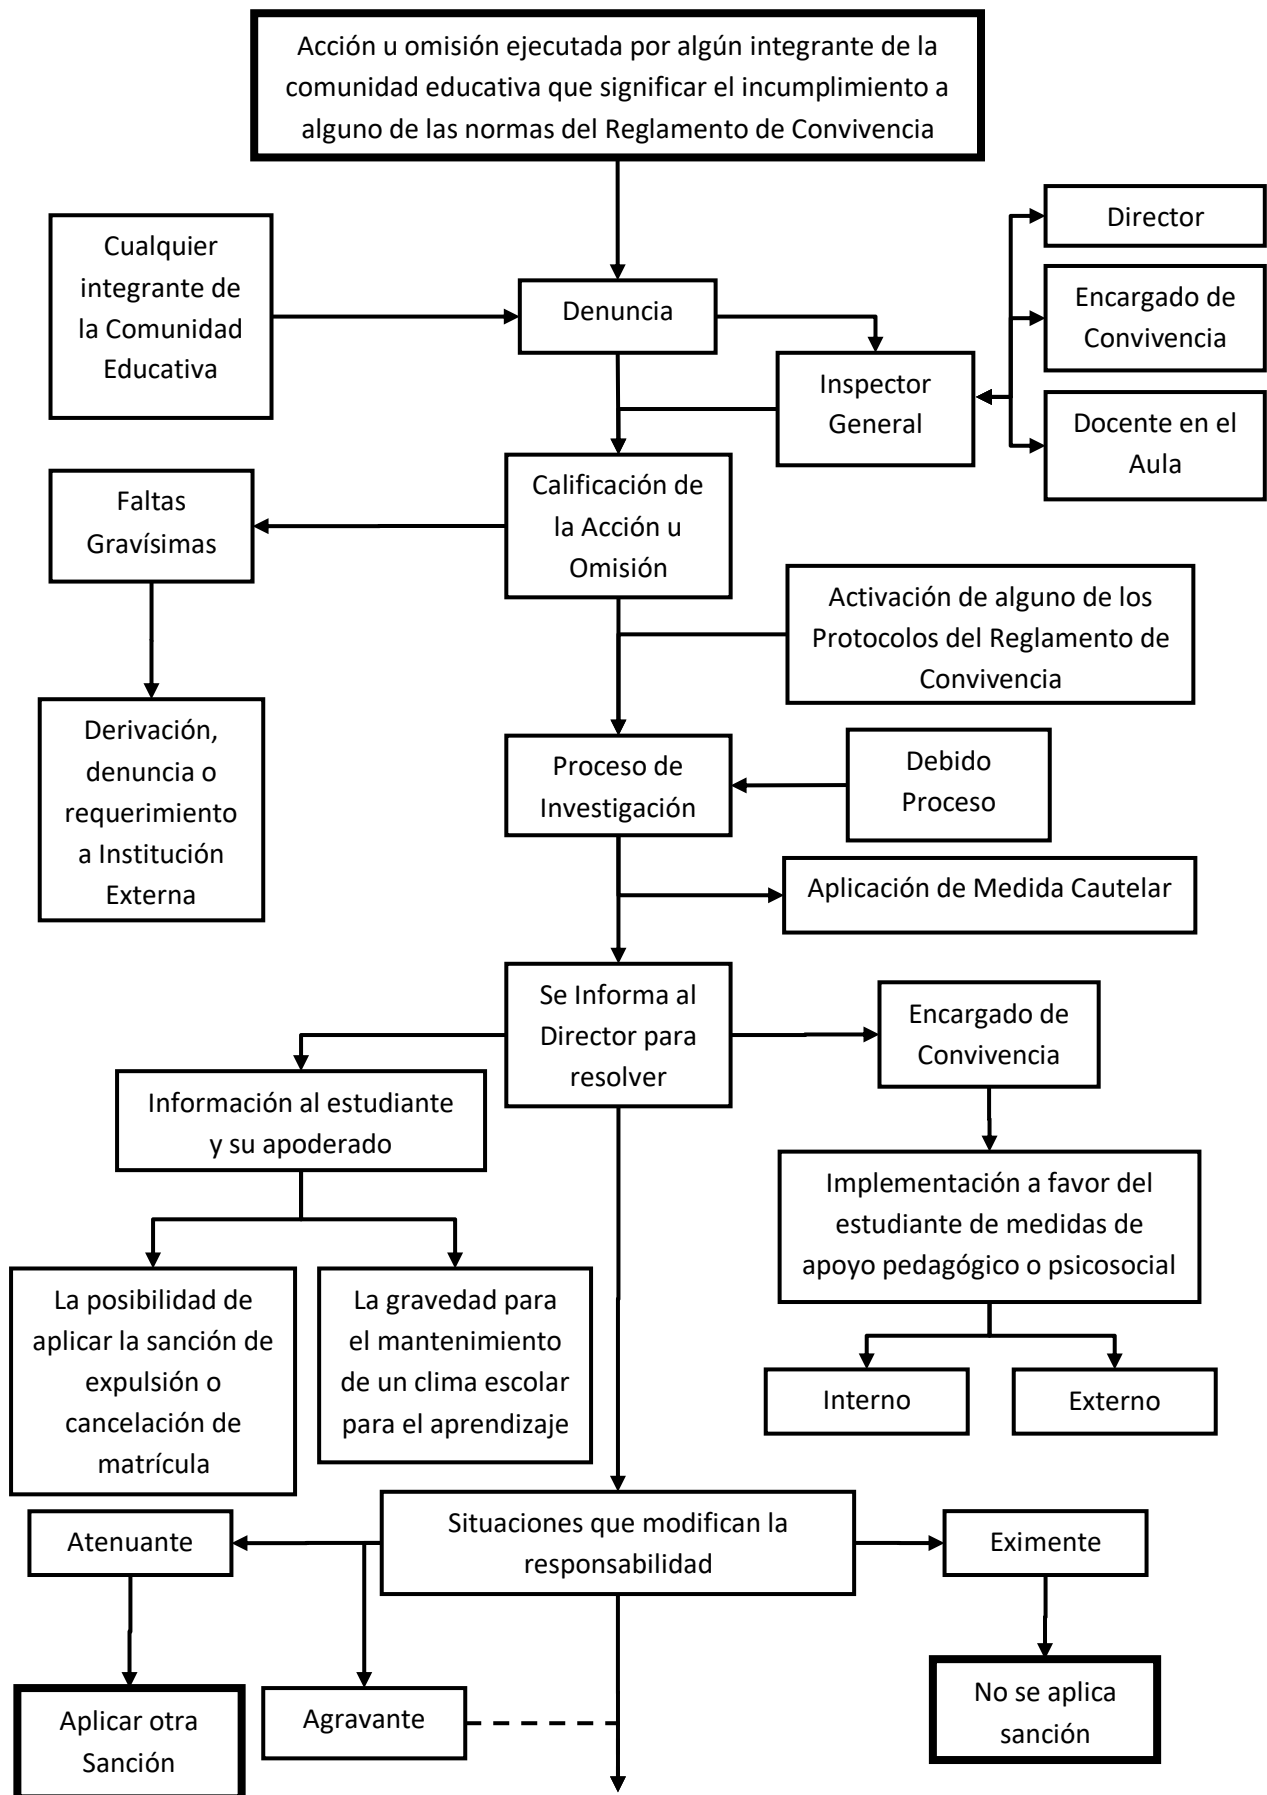 Acción u omisión ejecutada por algún integrante de la
comunidad educativa que significar el incumplimiento a
alguno de las normas del Reglamento de Convivencia
Cualquier
integrante de
la Comunidad
Educativa
Denuncia
Director
Encargado de
Convivencia
Inspector
General
Docente en el
Aula
Faltas
Gravísimas
Calificación de
la Acción u
Omisión
Activación de alguno de los
Protocolos del Reglamento de
Convivencia
Derivación,
denuncia o
requerimiento
a Institución
Externa
Proceso de
Investigación
Debido
Proceso
Aplicación de Medida Cautelar
Se Informa al
Director para
resolver
Encargado de
Convivencia
Información al estudiante
y su apoderado
Implementación a favor del
estudiante de medidas de
apoyo pedagógico o psicosocial
La posibilidad de
aplicar la sanción de
expulsión o
cancelación de
matrícula
La gravedad para
el mantenimiento
de un clima escolar
para el aprendizaje
Interno
Externo
Situaciones que modifican la
responsabilidad
Atenuante
Eximente
Aplicar otra
Sanción
Agravante
No se aplica
sanción